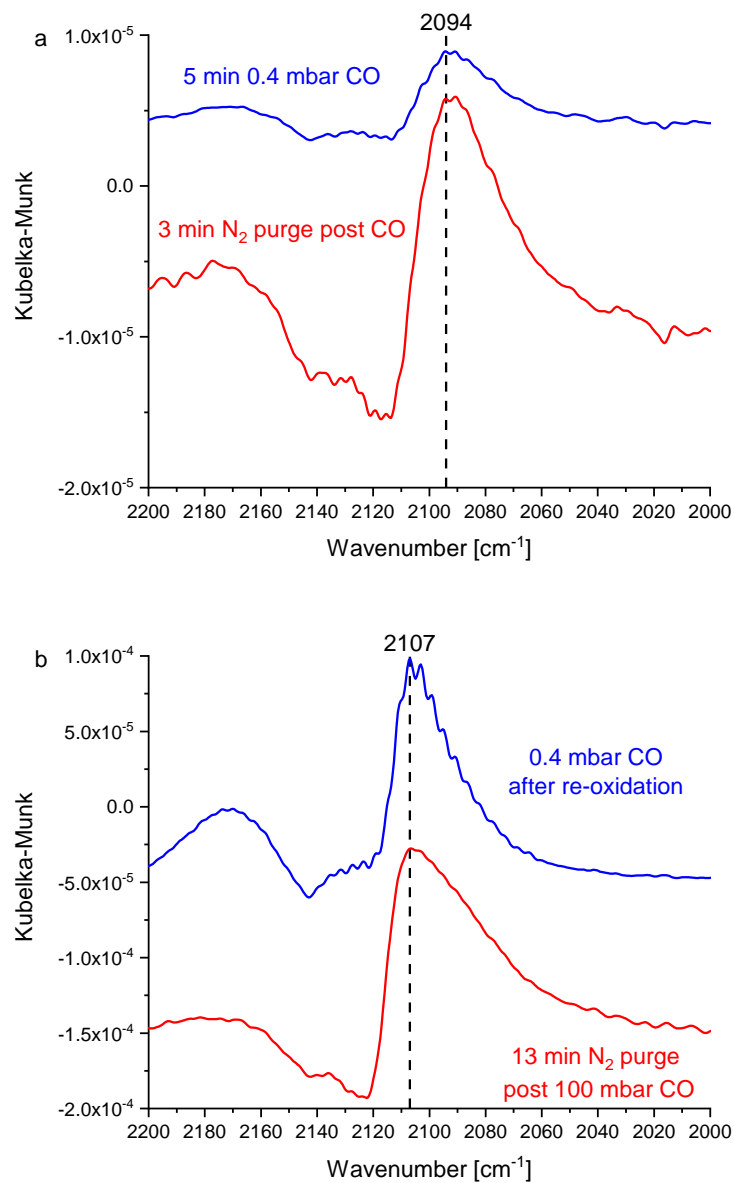 a
2094
5 min 0.4 mbar CO
3 min N₂ purge post CO
Kubelka-Munk
1.0x10⁻⁵
0.0
-1.0x10⁻⁵
-2.0x10⁻⁵
2200 2180 2160 2140 2120 2100 2080 2060 2040 2020 2000
Wavenumber [cm⁻¹]
b
2107
0.4 mbar CO
after re-oxidation
13 min N₂ purge
post 100 mbar CO
Kubelka-Munk
1.0x10⁻⁴
5.0x10⁻⁵
0.0
-5.0x10⁻⁵
-1.0x10⁻⁴
-1.5x10⁻⁴
-2.0x10⁻⁴
2200 2180 2160 2140 2120 2100 2080 2060 2040 2020 2000
Wavenumber [cm⁻¹]